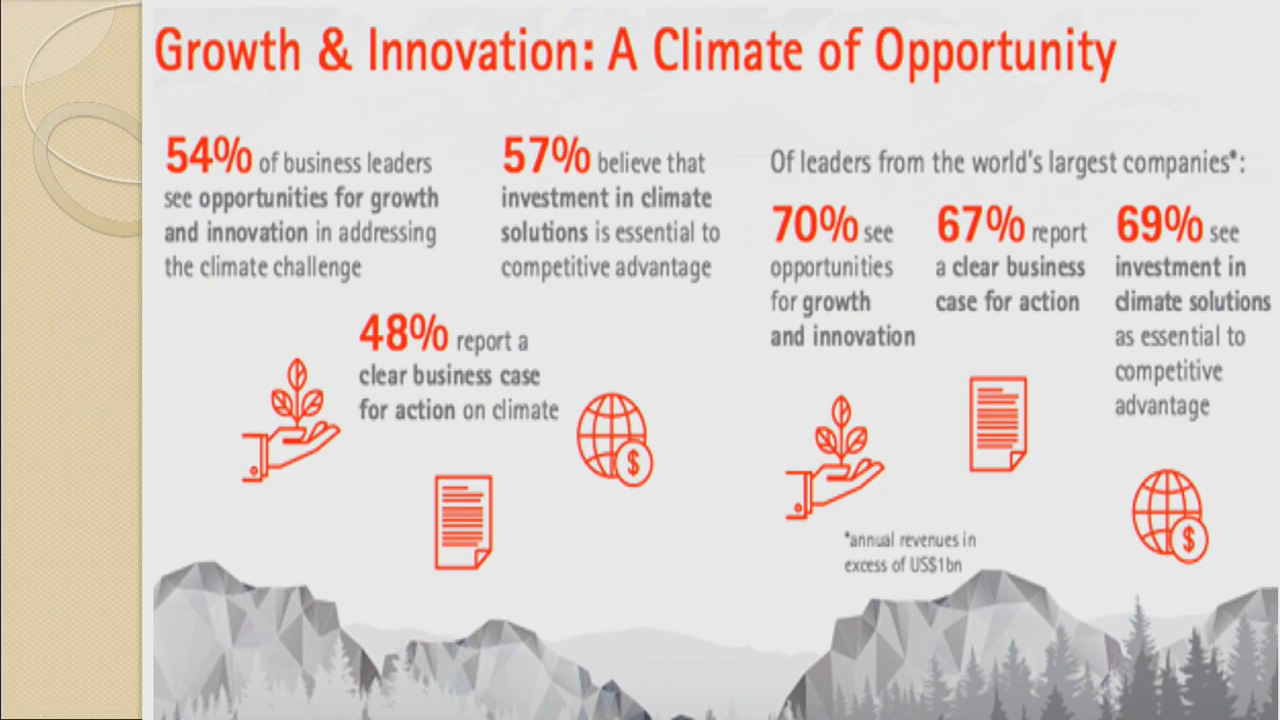 Growth & Innovation: A Climate of Opportunity
54% of business leaders
see opportunities for growth
and innovation in addressing
the climate challenge
57% believe that
investment in climate
solutions is essential to
competitive advantage
48% report a
clear business case
for action on climate
$
Of leaders from the world's largest companies*:
70% see
opportunities
for growth
and innovation
67% report
a clear business
case for action
69% see
investment in
climate solutions
as essential to
competitive
advantage
$
*annual revenues in
excess of US$1bn